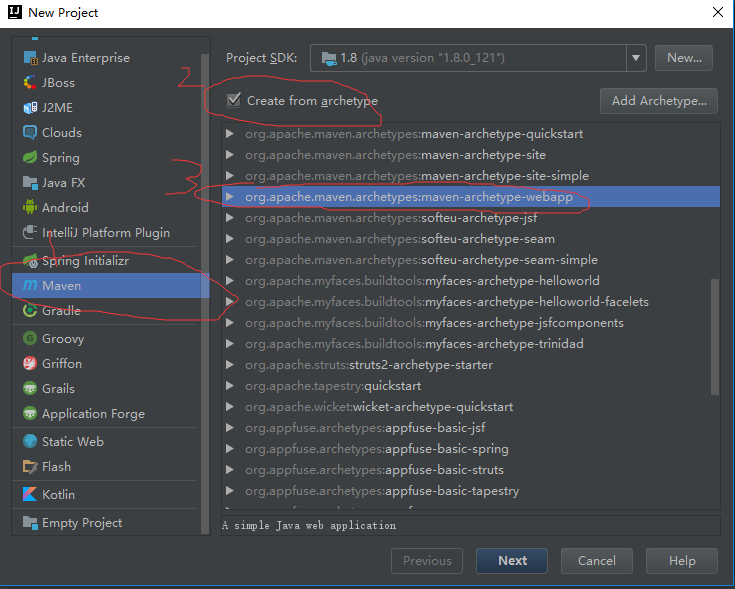 New Project
Java Enterprise
JBoss
J2ME
Clouds
Spring
Java FX
Android
IntelliJ Platform Plugin
Spring Initializr
Maven
Gradle
Groovy
Griffon
Grails
Application Forge
Static Web
Flash
Kotlin
Empty Project
2
3
1
Project SDK: 1.8 (java version "1.8.0_121") New...
Create from archetype Add Archetype...
org.apache.maven.archetypes:maven-archetype-quickstart
org.apache.maven.archetypes:maven-archetype-site
org.apache.maven.archetypes:maven-archetype-site-simple
org.apache.maven.archetypes:maven-archetype-webapp
org.apache.maven.archetypes:softeu-archetype-jsf
org.apache.maven.archetypes:softeu-archetype-seam
org.apache.maven.archetypes:softeu-archetype-seam-simple
org.apache.myfaces.buildtools:myfaces-archetype-helloworld
org.apache.myfaces.buildtools:myfaces-archetype-helloworld-facelets
org.apache.myfaces.buildtools:myfaces-archetype-jsfcomponents
org.apache.myfaces.buildtools:myfaces-archetype-trinidad
org.apache.struts:struts2-archetype-starter
org.apache.tapestry:quickstart
org.apache.wicket:wicket-archetype-quickstart
org.appfuse.archetypes:appfuse-basic-jsf
org.appfuse.archetypes:appfuse-basic-spring
org.appfuse.archetypes:appfuse-basic-struts
org.appfuse.archetypes:appfuse-basic-tapestry
A simple Java web application
Previous Next Cancel Help